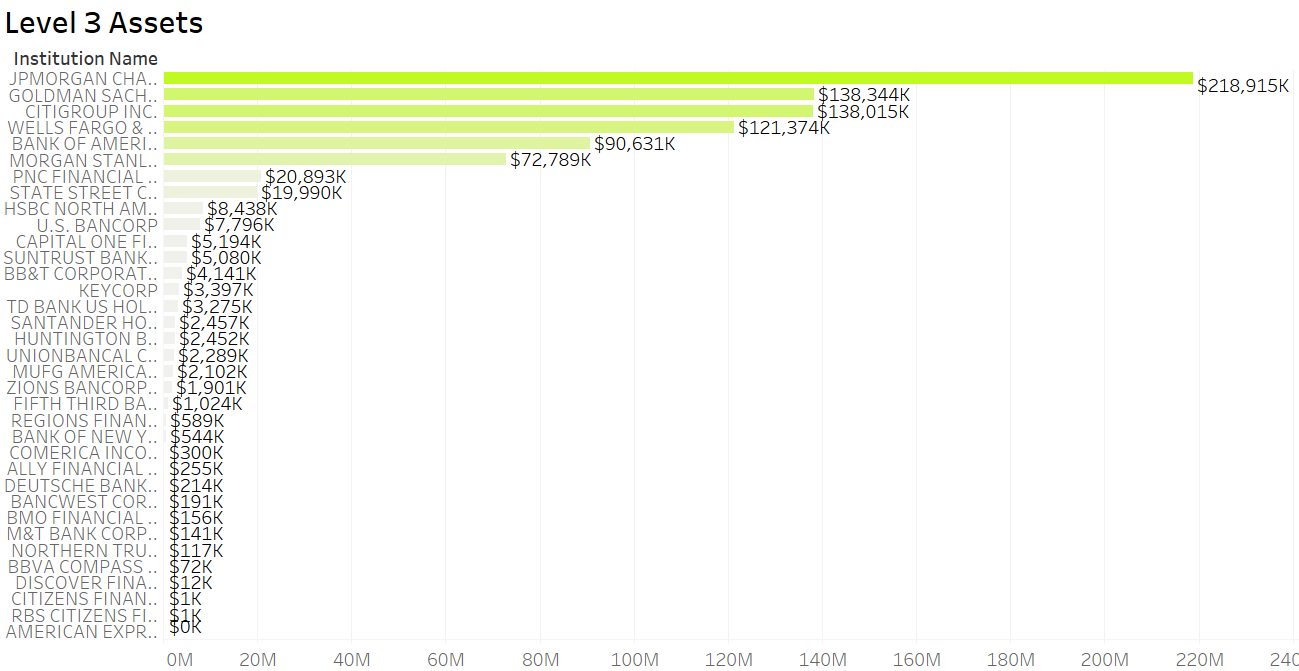 Level 3 Assets
Institution Name
JPMORGAN CHA.. $218,915K
GOLDMAN SACH.. $138,344K
CITIGROUP INC. $138,015K
WELLS FARGO & .. $121,374K
BANK OF AMERI.. $90,631K
MORGAN STANL.. $72,789K
PNC FINANCIAL .. $20,893K
STATE STREET C.. $19,990K
HSBC NORTH AM.. $8,438K
U.S. BANCORP $7,796K
CAPITAL ONE FI.. $5,194K
SUNTRUST BANK.. $5,080K
BB&T CORPORAT.. $4,141K
KEYCORP $3,397K
TD BANK US HOL.. $3,275K
SANTANDER HO.. $2,457K
HUNTINGTON B.. $2,452K
UNIONBANCAL C.. $2,289K
MUFG AMERICA.. $2,102K
ZIONS BANCORP.. $1,901K
FIFTH THIRD BA.. $1,024K
REGIONS FINAN.. $589K
BANK OF NEW Y.. $544K
COMERICA INCO.. $300K
ALLY FINANCIAL .. $255K
DEUTSCHE BANK.. $214K
BANCWEST COR.. $191K
BMO FINANCIAL .. $156K
M&T BANK CORP.. $141K
NORTHERN TRU.. $117K
BBVA COMPASS .. $72K
DISCOVER FINA.. $12K
CITIZENS FINAN.. $1K
RBS CITIZENS FI.. $1K
AMERICAN EXPR.. $0K
0M 20M 40M 60M 80M 100M 120M 140M 160M 180M 200M 220M 240